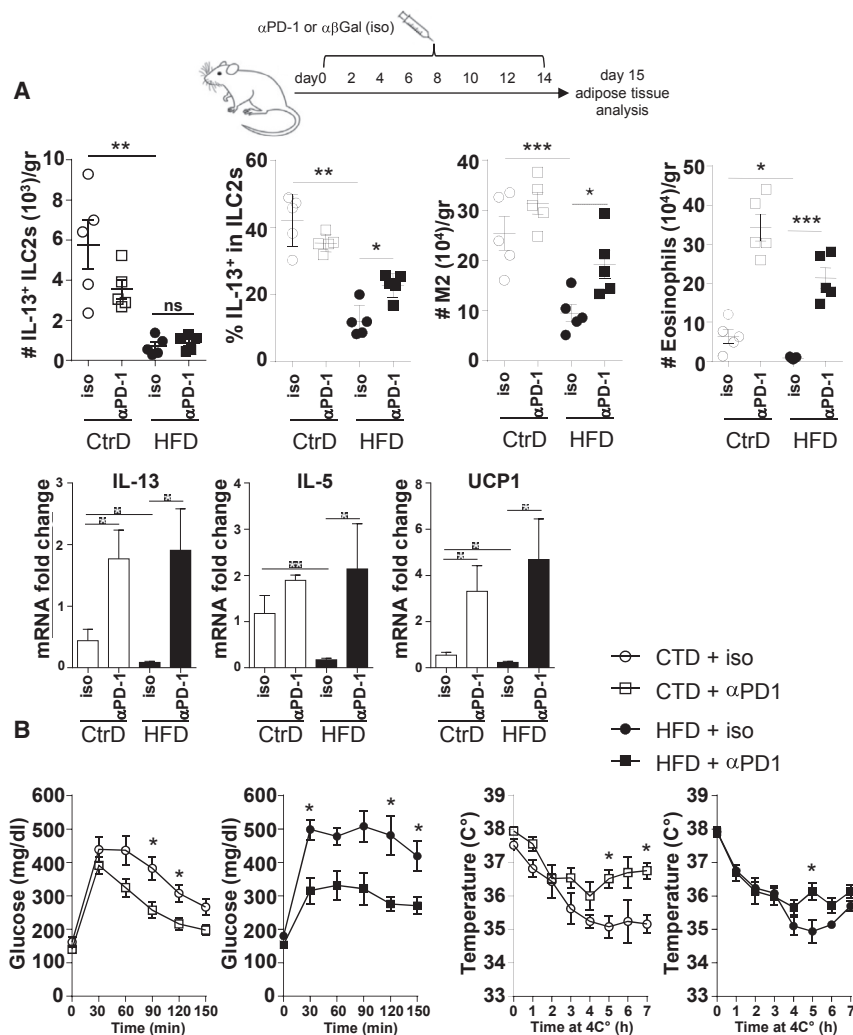 αPD-1 or αβGal (iso)
day0 2 4 6 8 10 12 14
day 15
adipose tissue
analysis
A
# IL-13+ ILC2s (10³)/gr
10
8
6
4
2
0
**
ns
iso
αPD-1
iso
αPD-1
CtrD
HFD
% IL-13+ in ILC2s
60
40
20
0
**
*
iso
αPD-1
iso
αPD-1
CtrD
HFD
# M2 (10⁴)/gr
40
30
20
10
0
***
*
iso
αPD-1
iso
αPD-1
CtrD
HFD
# Eosinophils (10⁴)/gr
50
40
30
20
10
0
*
***
iso
αPD-1
iso
αPD-1
CtrD
HFD
IL-13
mRNA fold change
3
2
1
0
iso
αPD-1
iso
αPD-1
CtrD
HFD
IL-5
mRNA fold change
4
3
2
1
0
iso
αPD-1
iso
αPD-1
CtrD
HFD
UCP1
mRNA fold change
8
6
4
2
0
iso
αPD-1
iso
αPD-1
CtrD
HFD
CTD + iso
CTD + αPD1
HFD + iso
HFD + αPD1
B
Glucose (mg/dl)
600
500
400
300
200
100
0
* *
0 30 60 90 120 150
Time (min)
Glucose (mg/dl)
600
500
400
300
200
100
0
* * *
0 30 60 90 120 150
Time (min)
Temperature (C°)
39
38
37
36
35
34
33
* *
0 1 2 3 4 5 6 7
Time at 4C° (h)
Temperature (C°)
39
38
37
36
35
34
33
*
0 1 2 3 4 5 6 7
Time at 4C° (h)